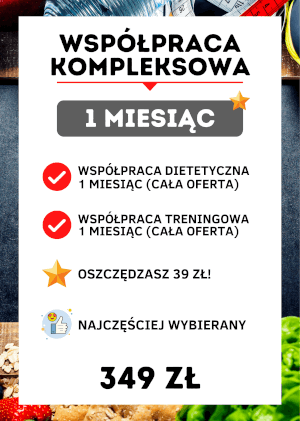 WSPÓŁPRACA
KOMPLEKSOWA
1 MIESIĄC
WSPÓŁPRACA DIETETYCZNA
1 MIESIĄC (CAŁA OFERTA)
WSPÓŁPRACA TRENINGOWA
1 MIESIĄC (CAŁA OFERTA)
OSZCZĘDZASZ 39 ZŁ!
NAJCZĘŚCIEJ WYBIERANY
349 ZŁ